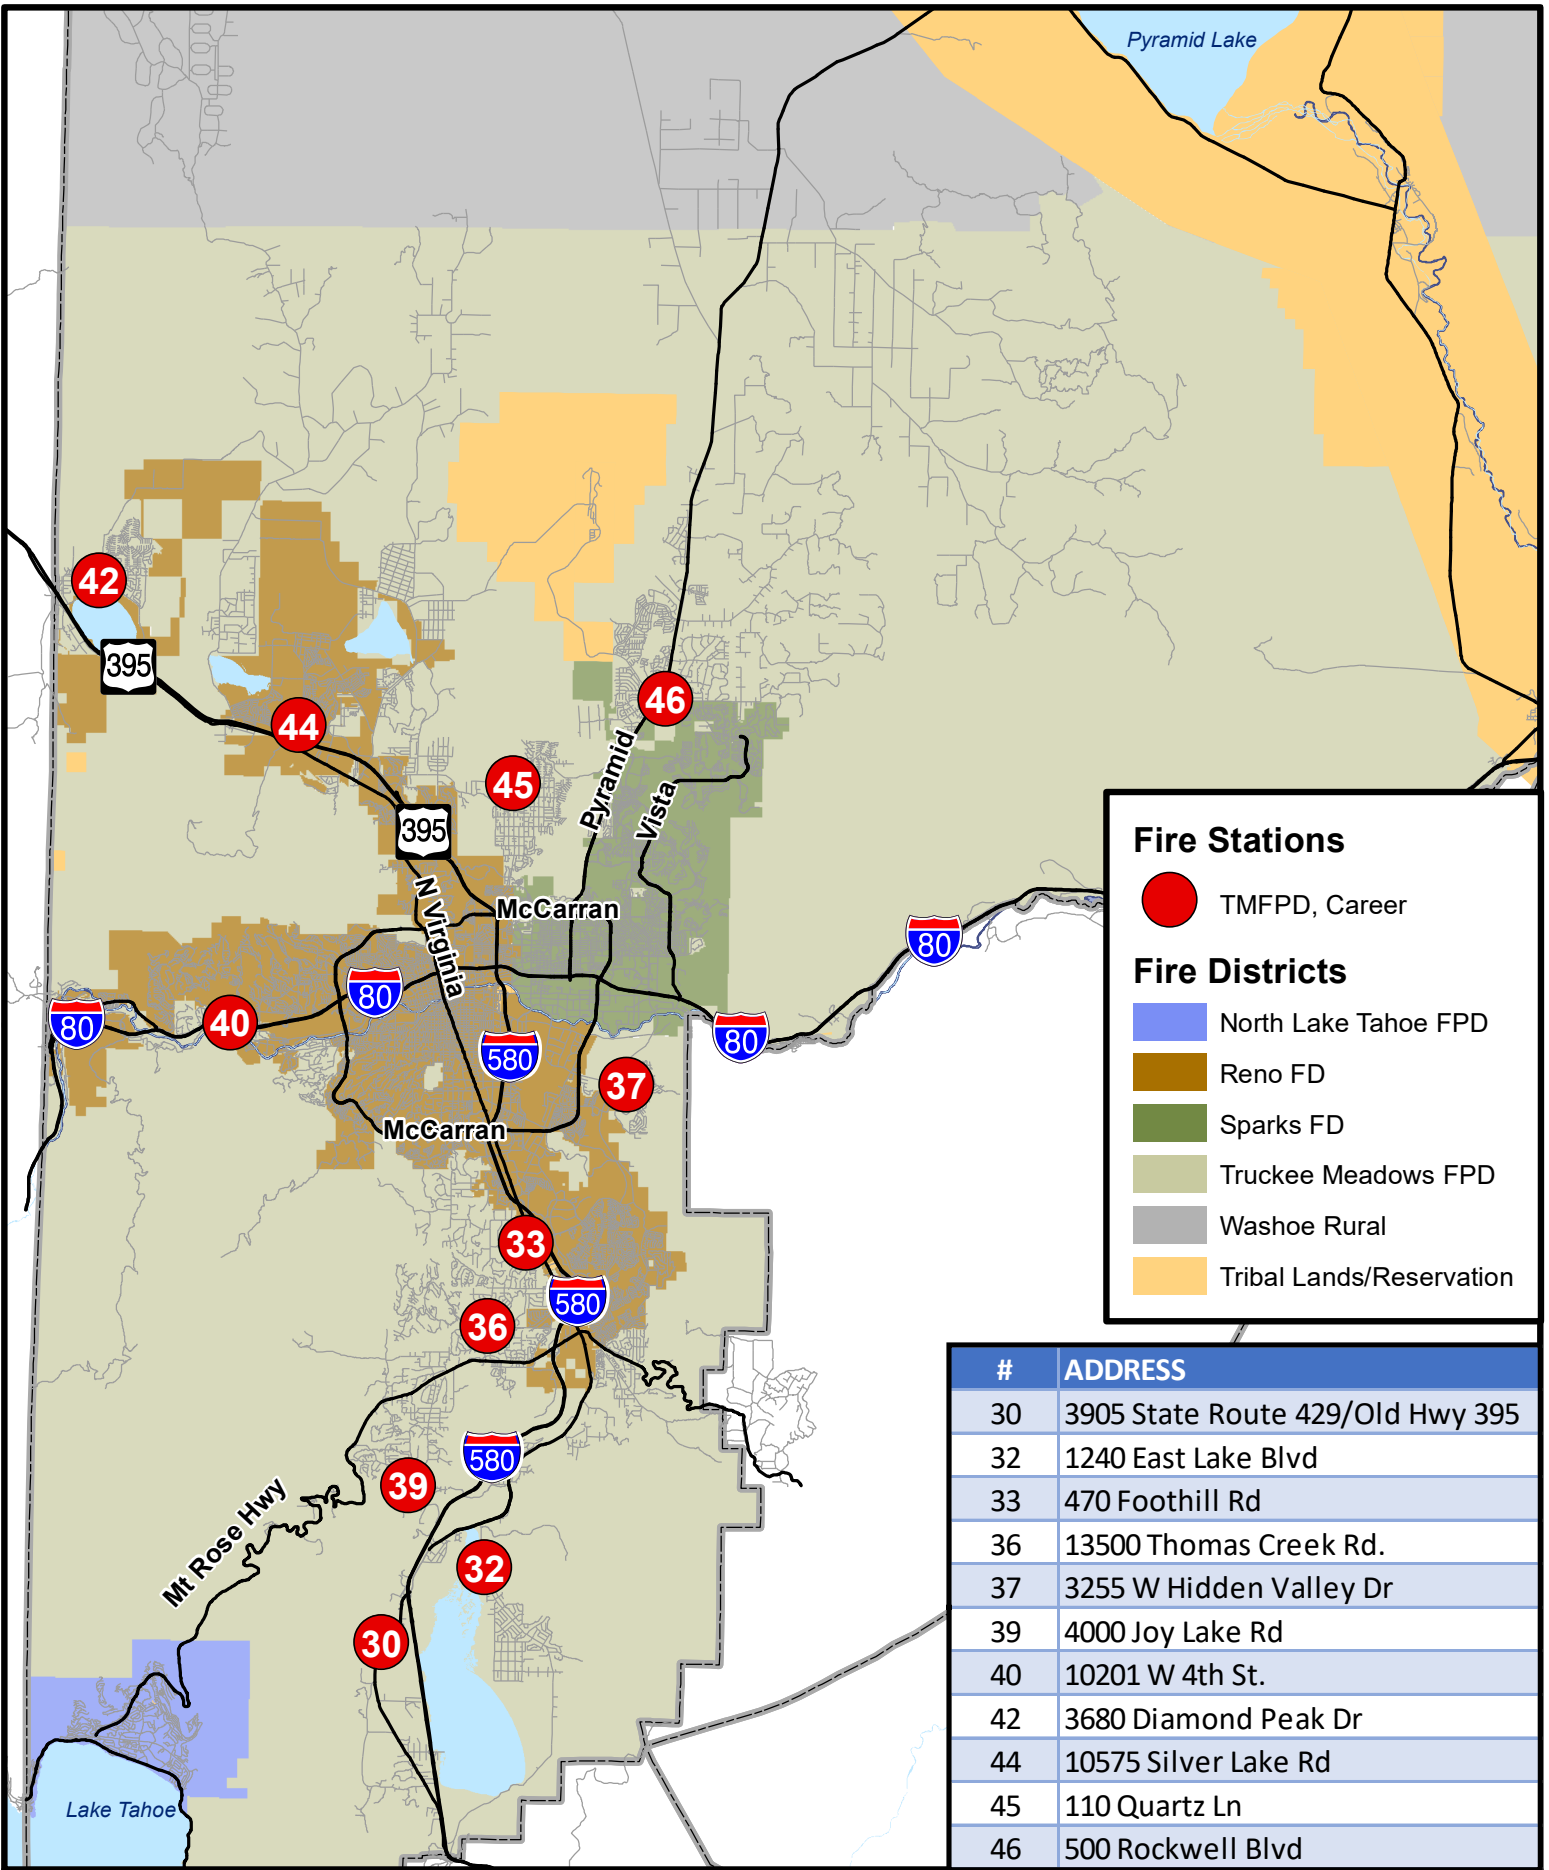 Pyramid Lake
42
395
46
44
Pyramid
45
Vista
395
N Virginia
McCarran
80
80
40
80
80
580
37
McCarran
33
580
36
580
39
Mt Rose Hwy
32
30
Lake Tahoe
Fire Stations
TMFPD, Career
Fire Districts
North Lake Tahoe FPD
Reno FD
Sparks FD
Truckee Meadows FPD
Washoe Rural
Tribal Lands/Reservation
# ADDRESS
30 3905 State Route 429/Old Hwy 395
32 1240 East Lake Blvd
33 470 Foothill Rd
36 13500 Thomas Creek Rd.
37 3255 W Hidden Valley Dr
39 4000 Joy Lake Rd
40 10201 W 4th St.
42 3680 Diamond Peak Dr
44 10575 Silver Lake Rd
45 110 Quartz Ln
46 500 Rockwell Blvd